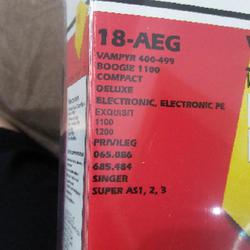 18-AEG
VAMPYR 400-499
BOOGIE 1100
COMPACT
DELUXE
ELECTRONIC, ELECTRONIC PE
EXQUISIT
1100
1200
PRIVILEG
065.086
685.484
SINGER
SUPER AS1, 2, 3